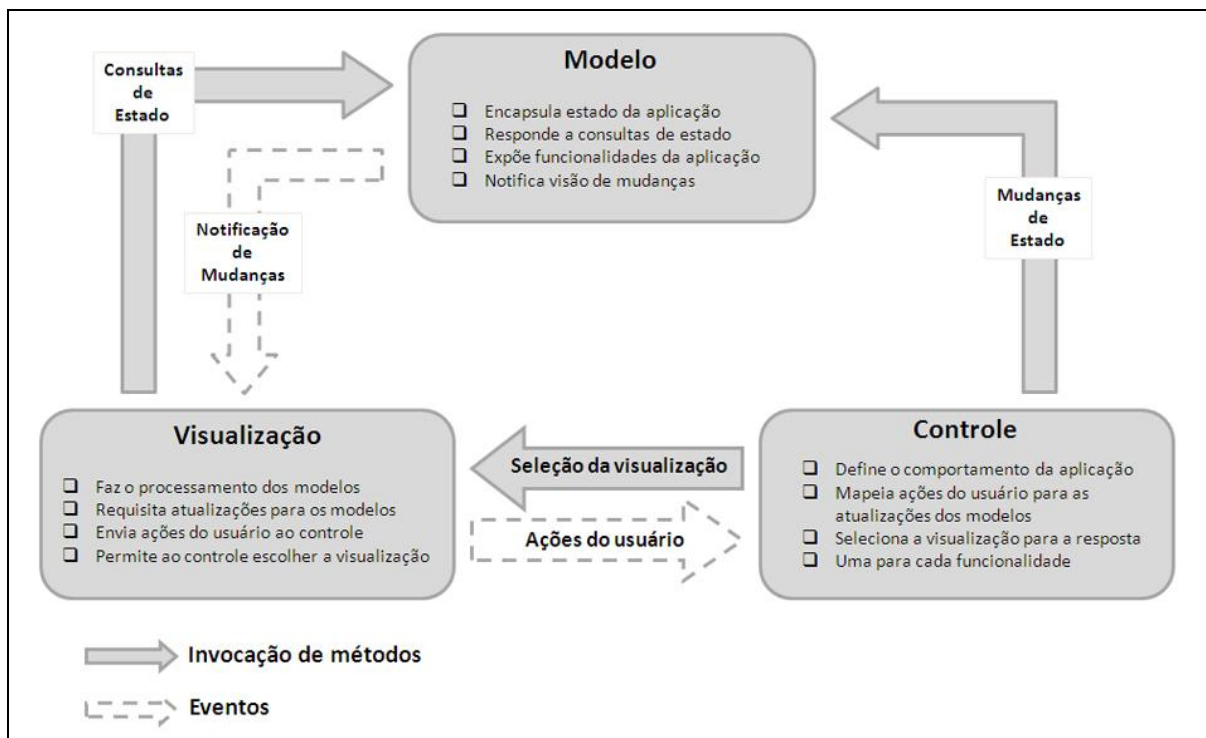 Consultas
de
Estado
Modelo
❑ Encapsula estado da aplicação
❑ Responde a consultas de estado
❑ Expõe funcionalidades da aplicação
❑ Notifica visão de mudanças
Mudanças
de
Estado
Notificação
de
Mudanças
Visualização
❑ Faz o processamento dos modelos
❑ Requisita atualizações para os modelos
❑ Envia ações do usuário ao controle
❑ Permite ao controle escolher a visualização
Seleção da visualização
Ações do usuário
Controle
❑ Define o comportamento da aplicação
❑ Mapeia ações do usuário para as
atualizações dos modelos
❑ Seleciona a visualização para a resposta
❑ Uma para cada funcionalidade
Invocação de métodos
Eventos